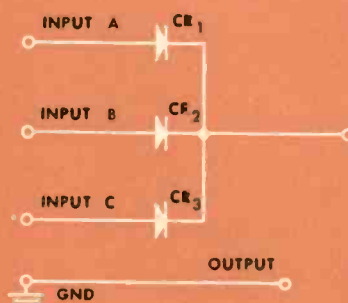 INPUT A CR1
INPUT B CR2
INPUT C CR3
OUTPUT
GND